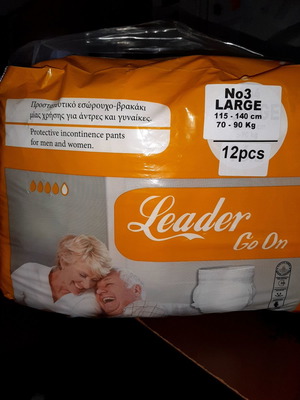 Προστατευτικό εσώρουχο-βρακάκι
μίας χρήσης για άντρες και γυναίκες.
Protective incontinence pants
for men and women.
No3
LARGE
115 - 140 cm
70 - 90 Kg
12pcs
Leader
Go On